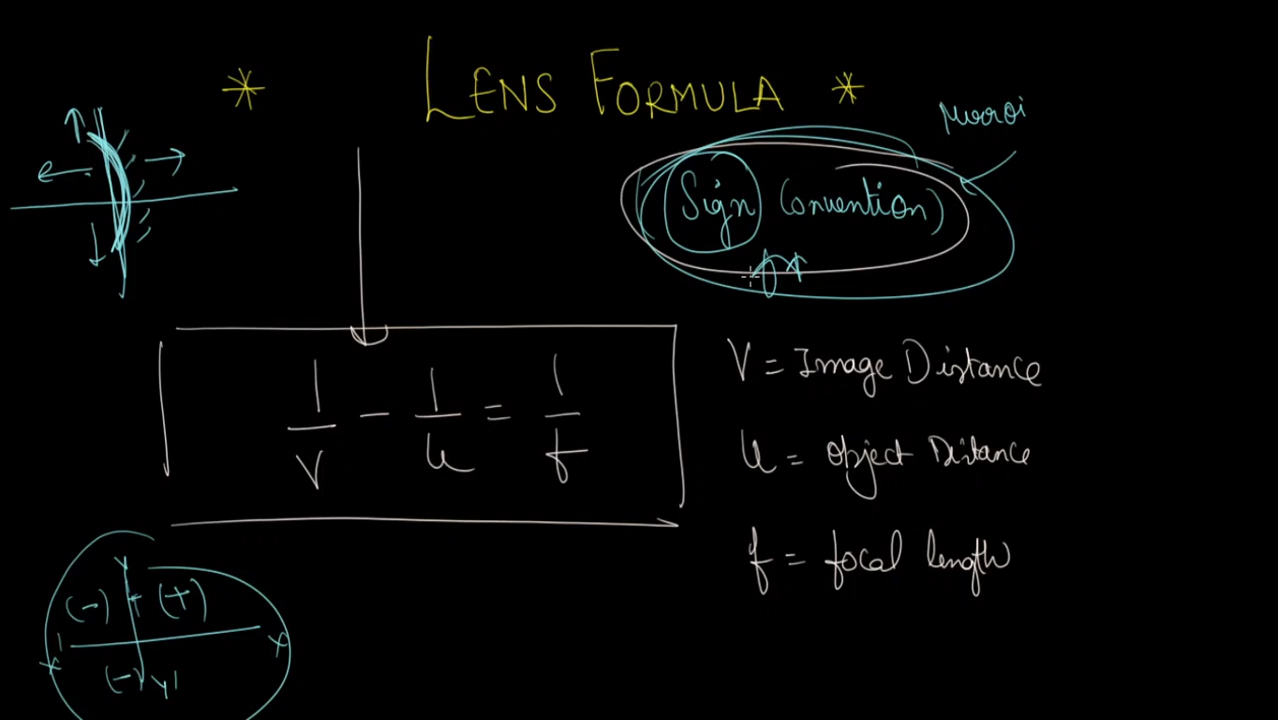 * LENS FORMULA *
Sign Convention
1/v - 1/u = 1/f
V = Image Distance
u = object Distance
f = focal length
Y
(-) (+)
X' X
(-) Y'